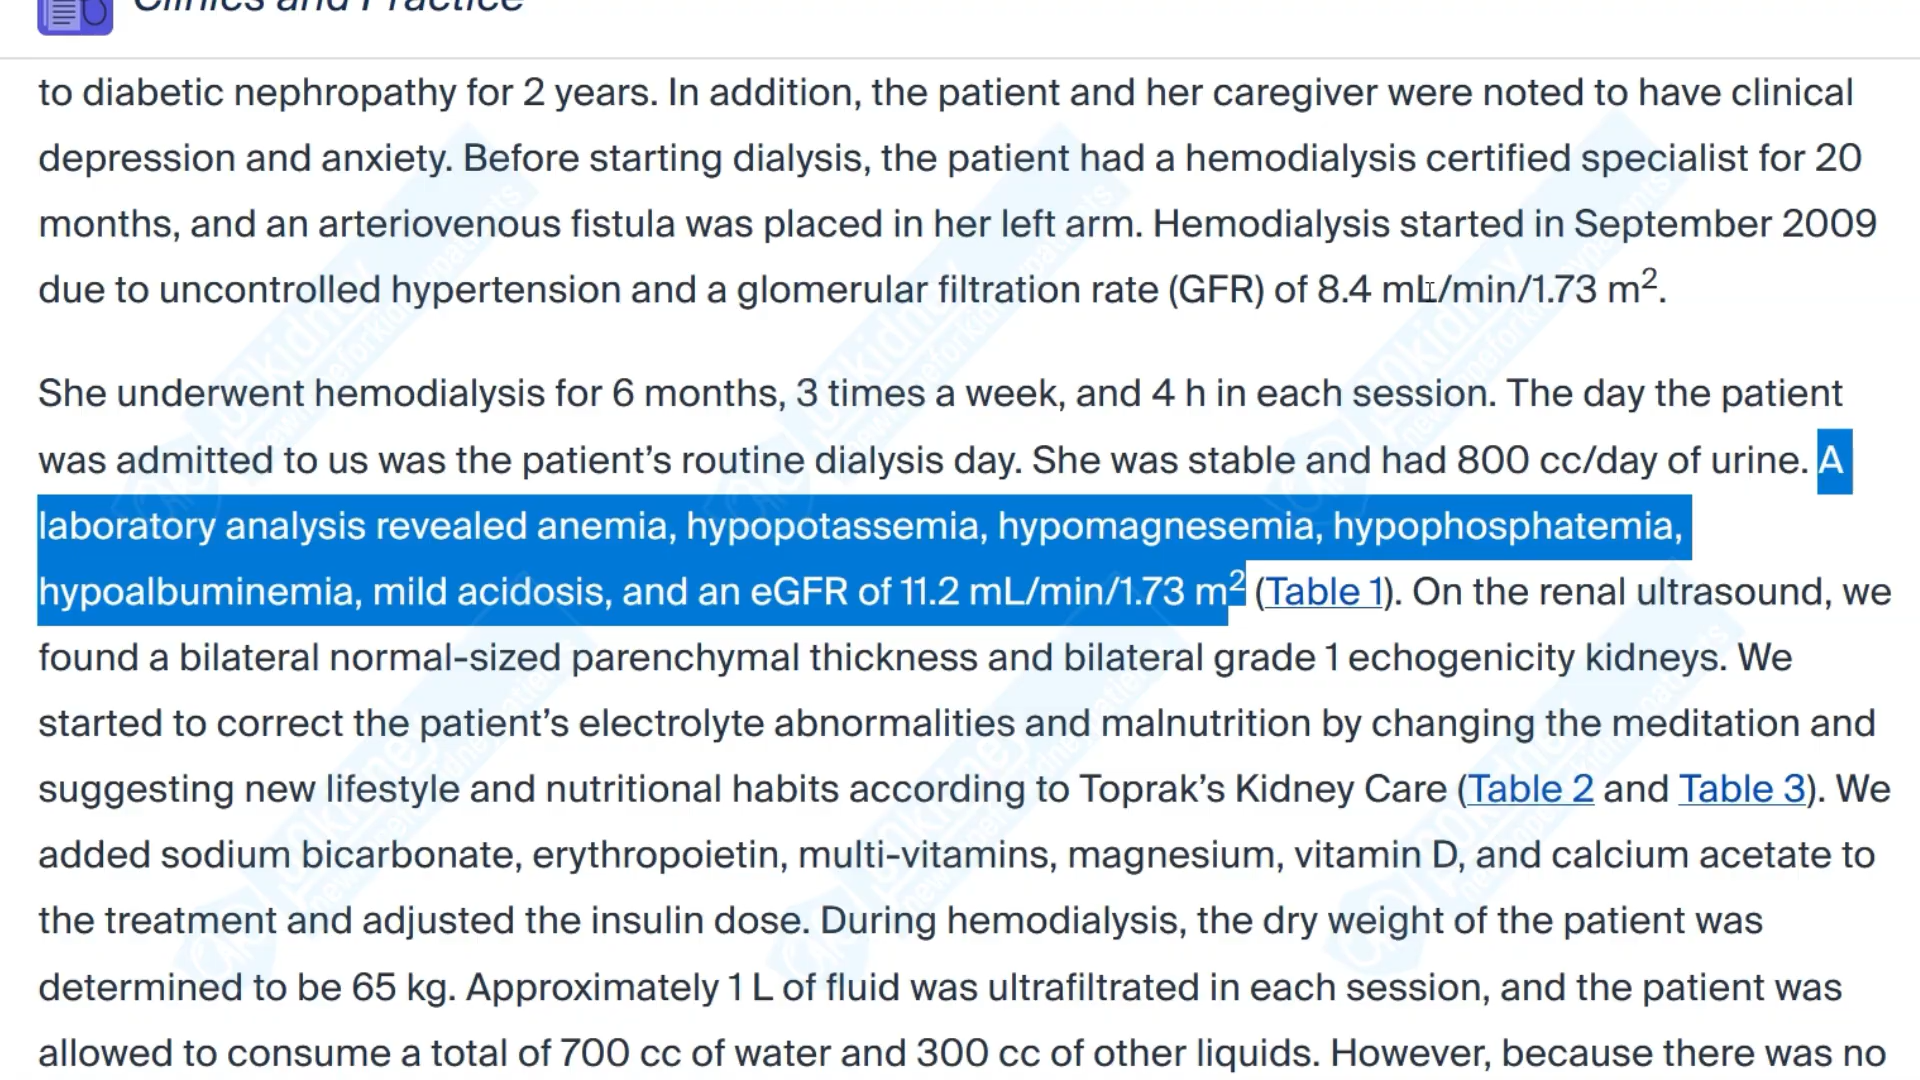 Clinics and Practice
to diabetic nephropathy for 2 years. In addition, the patient and her caregiver were noted to have clinical
depression and anxiety. Before starting dialysis, the patient had a hemodialysis certified specialist for 20
months, and an arteriovenous fistula was placed in her left arm. Hemodialysis started in September 2009
due to uncontrolled hypertension and a glomerular filtration rate (GFR) of 8.4 mL/min/1.73 m².
She underwent hemodialysis for 6 months, 3 times a week, and 4 h in each session. The day the patient
was admitted to us was the patient’s routine dialysis day. She was stable and had 800 cc/day of urine. A
laboratory analysis revealed anemia, hypopotassemia, hypomagnesemia, hypophosphatemia,
hypoalbuminemia, mild acidosis, and an eGFR of 11.2 mL/min/1.73 m² (Table 1). On the renal ultrasound, we
found a bilateral normal-sized parenchymal thickness and bilateral grade 1 echogenicity kidneys. We
started to correct the patient’s electrolyte abnormalities and malnutrition by changing the meditation and
suggesting new lifestyle and nutritional habits according to Toprak’s Kidney Care (Table 2 and Table 3). We
added sodium bicarbonate, erythropoietin, multi-vitamins, magnesium, vitamin D, and calcium acetate to
the treatment and adjusted the insulin dose. During hemodialysis, the dry weight of the patient was
determined to be 65 kg. Approximately 1 L of fluid was ultrafiltrated in each session, and the patient was
allowed to consume a total of 700 cc of water and 300 cc of other liquids. However, because there was no